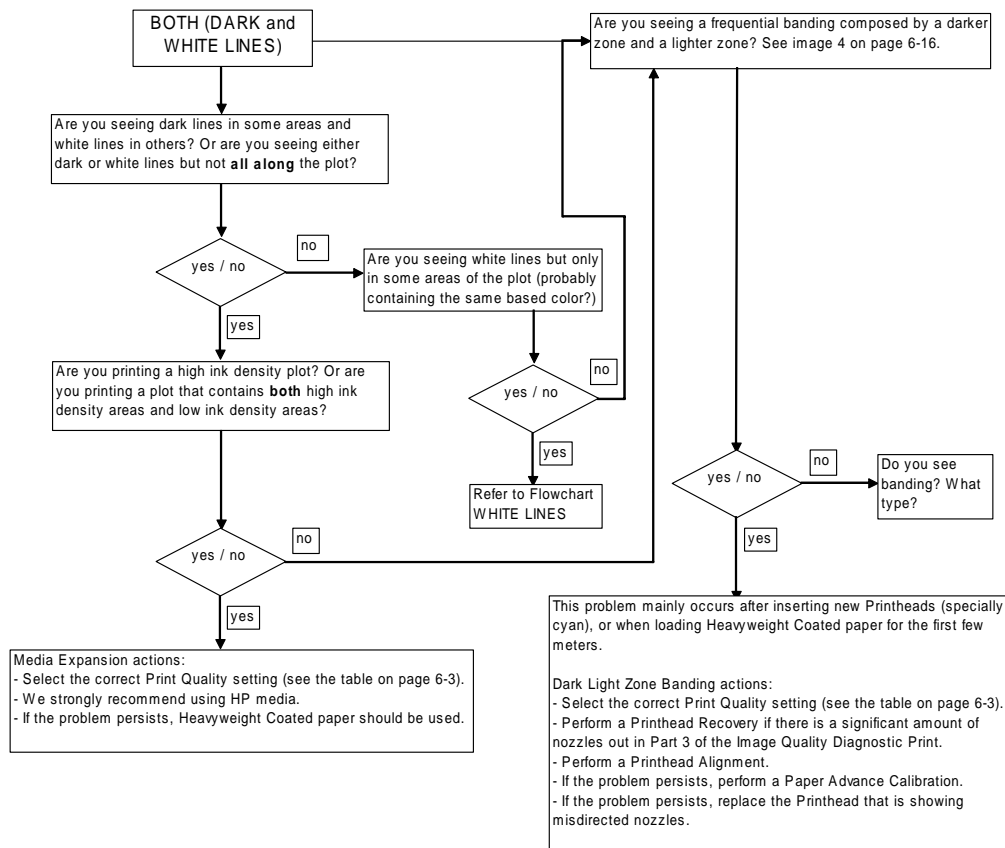 BOTH (DARK and
WHITE LINES)
Are you seeing a frequential banding composed by a darker
zone and a lighter zone? See image 4 on page 6-16.
Are you seeing dark lines in some areas and
white lines in others? Or are you seeing either
dark or white lines but not all along the plot?
yes / no
no
Are you seeing white lines but only
in some areas of the plot (probably
containing the same based color?)
yes
Are you printing a high ink density plot? Or are
you printing a plot that contains both high ink
density areas and low ink density areas?
yes / no
no
yes
Refer to Flowchart
WHITE LINES
yes / no
no
Do you see
banding? What
type?
yes
yes / no
no
yes
Media Expansion actions:
- Select the correct Print Quality setting (see the table on page 6-3).
- We strongly recommend using HP media.
- If the problem persists, Heavyweight Coated paper should be used.
This problem mainly occurs after inserting new Printheads (specially
cyan), or when loading Heavyweight Coated paper for the first few
meters.
Dark Light Zone Banding actions:
- Select the correct Print Quality setting (see the table on page 6-3).
- Perform a Printhead Recovery if there is a significant amount of
nozzles out in Part 3 of the Image Quality Diagnostic Print.
- Perform a Printhead Alignment.
- If the problem persists, perform a Paper Advance Calibration.
- If the problem persists, replace the Printhead that is showing
misdirected nozzles.